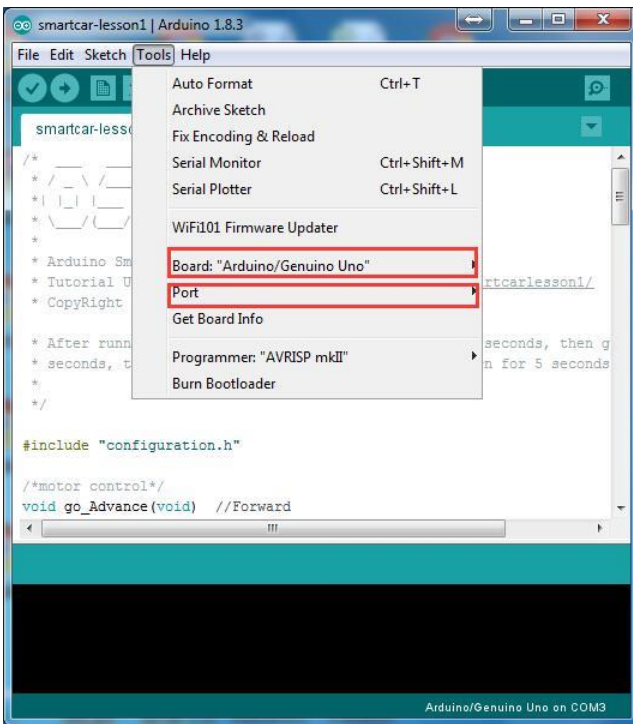 smartcar-lesson1 | Arduino 1.8.3
File Edit Sketch Tools Help
smartcar-lesso
Auto Format Ctrl+T
Archive Sketch
Fix Encoding & Reload
Serial Monitor Ctrl+Shift+M
Serial Plotter Ctrl+Shift+L
WiFi101 Firmware Updater
Board: "Arduino/Genuino Uno"
Port
Get Board Info
Programmer: "AVRISP mkII"
Burn Bootloader
/*
* Arduino Sm
* Tutorial U rtcarlesson1/
* CopyRight
* After runn seconds, then g
* seconds, t n for 5 seconds
*
*/
#include "configuration.h"
/*motor control*/
void go_Advance(void) //Forward
Arduino/Genuino Uno on COM3